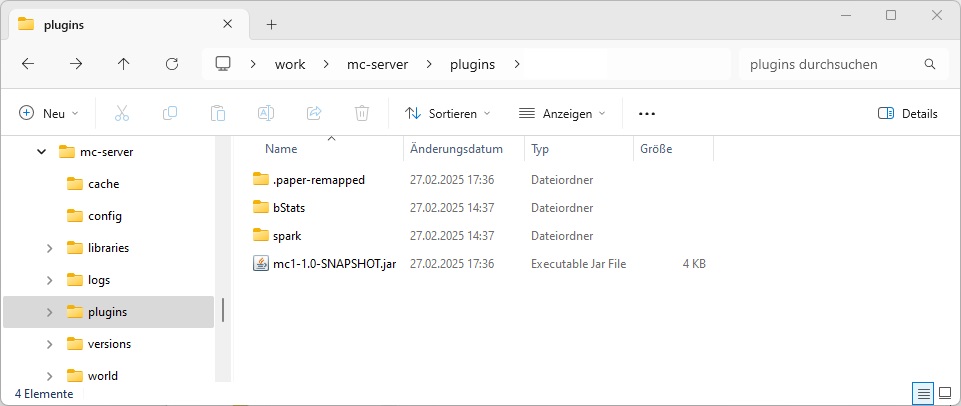 plugins
work mc-server plugins
plugins durchsuchen
Neu Sortieren Anzeigen Details
mc-server
cache
config
libraries
logs
plugins
versions
world
Name Änderungsdatum Typ Größe
.paper-remapped 27.02.2025 17:36 Dateiordner
bStats 27.02.2025 14:37 Dateiordner
spark 27.02.2025 14:37 Dateiordner
mc1-1.0-SNAPSHOT.jar 27.02.2025 17:36 Executable Jar File 4 KB
4 Elemente